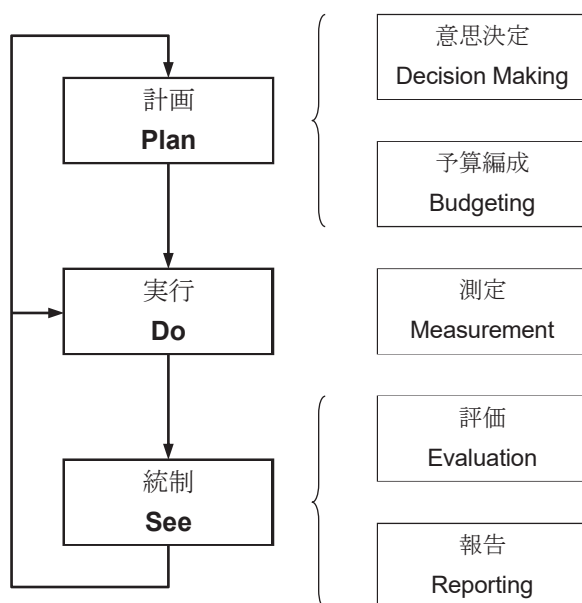 計画
Plan
実行
Do
統制
See
意思決定
Decision Making
予算編成
Budgeting
測定
Measurement
評価
Evaluation
報告
Reporting